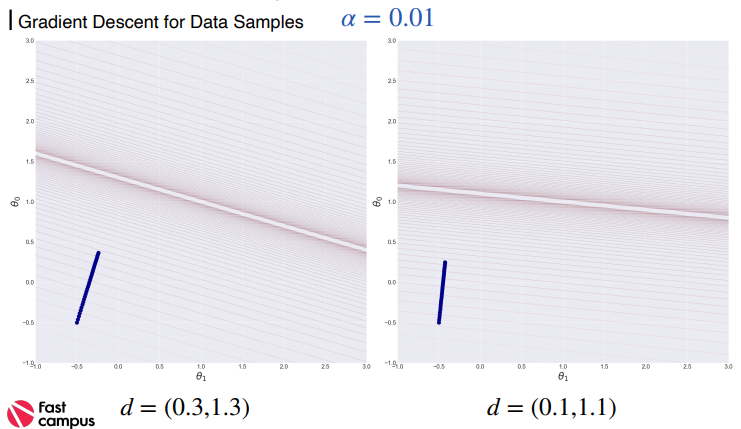 Gradient Descent for Data Samples
α = 0.01
3.0
2.5
2.0
1.5
1.0
0.5
0.0
−0.5
−1.0
θ₀
−1.0 −0.5 0.0 0.5 1.0 1.5 2.0 2.5 3.0
θ₁
3.0
2.5
2.0
1.5
1.0
0.5
0.0
−0.5
−1.0
θ₀
−1.0 −0.5 0.0 0.5 1.0 1.5 2.0 2.5 3.0
θ₁
Fast
campus
d = (0.3,1.3)
d = (0.1,1.1)